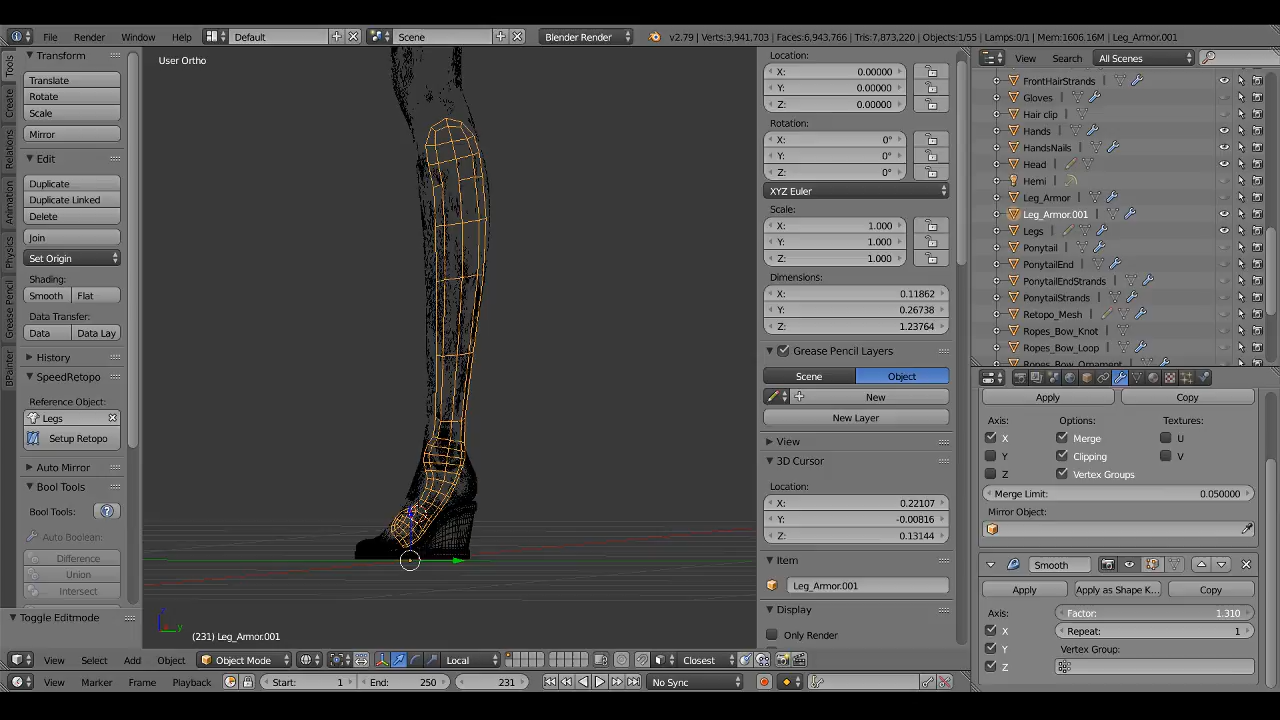 File Render Window Help Default Scene Blender Render v2.79 | Verts:3,941,703 | Faces:6,943,766 | Tris:7,873,220 | Objects:1/55 | Lamps:0/1 | Mem:1606.16M | Leg_Armor.001
Tools
Create
Relations
Animation
Physics
Grease Pencil
BPainter
Transform
Translate
Rotate
Scale
Mirror
Edit
Duplicate
Duplicate Linked
Delete
Join
Set Origin
Shading:
Smooth Flat
Data Transfer:
Data Data Lay
History
SpeedRetopo
Reference Object:
Legs
Setup Retopo
Auto Mirror
Bool Tools
Bool Tools:
Auto Boolean:
Difference
Union
Intersect
Toggle Editmode
User Ortho
(231) Leg_Armor.001
Location:
X: 0.00000
Y: 0.00000
Z: 0.00000
Rotation:
X: 0°
Y: 0°
Z: 0°
XYZ Euler
Scale:
X: 1.000
Y: 1.000
Z: 1.000
Dimensions:
X: 0.11862
Y: 0.26738
Z: 1.23764
Grease Pencil Layers
Scene Object
New
New Layer
View
3D Cursor
Location:
X: 0.22107
Y: -0.00816
Z: 0.13144
Item
Leg_Armor.001
Display
Only Render
View Search All Scenes
FrontHairStrands
Gloves
Hair clip
Hands
HandsNails
Head
Hemi
Leg_Armor
Leg_Armor.001
Legs
Ponytail
PonytailEnd
PonytailEndStrands
PonytailStrands
Retopo_Mesh
Ropes_Bow_Knot
Ropes_Bow_Loop
Ropes_Bow_Ornament
Apply Copy
Axis: Options: Textures:
X Merge U
Y Clipping V
Z Vertex Groups
Merge Limit: 0.050000
Mirror Object:
Smooth
Apply Apply as Shape K... Copy
Axis: Factor: 1.310
X Repeat: 1
Y Vertex Group:
Z
View Select Add Object Object Mode Local Closest
View Marker Frame Playback Start: 1 End: 250 231 No Sync